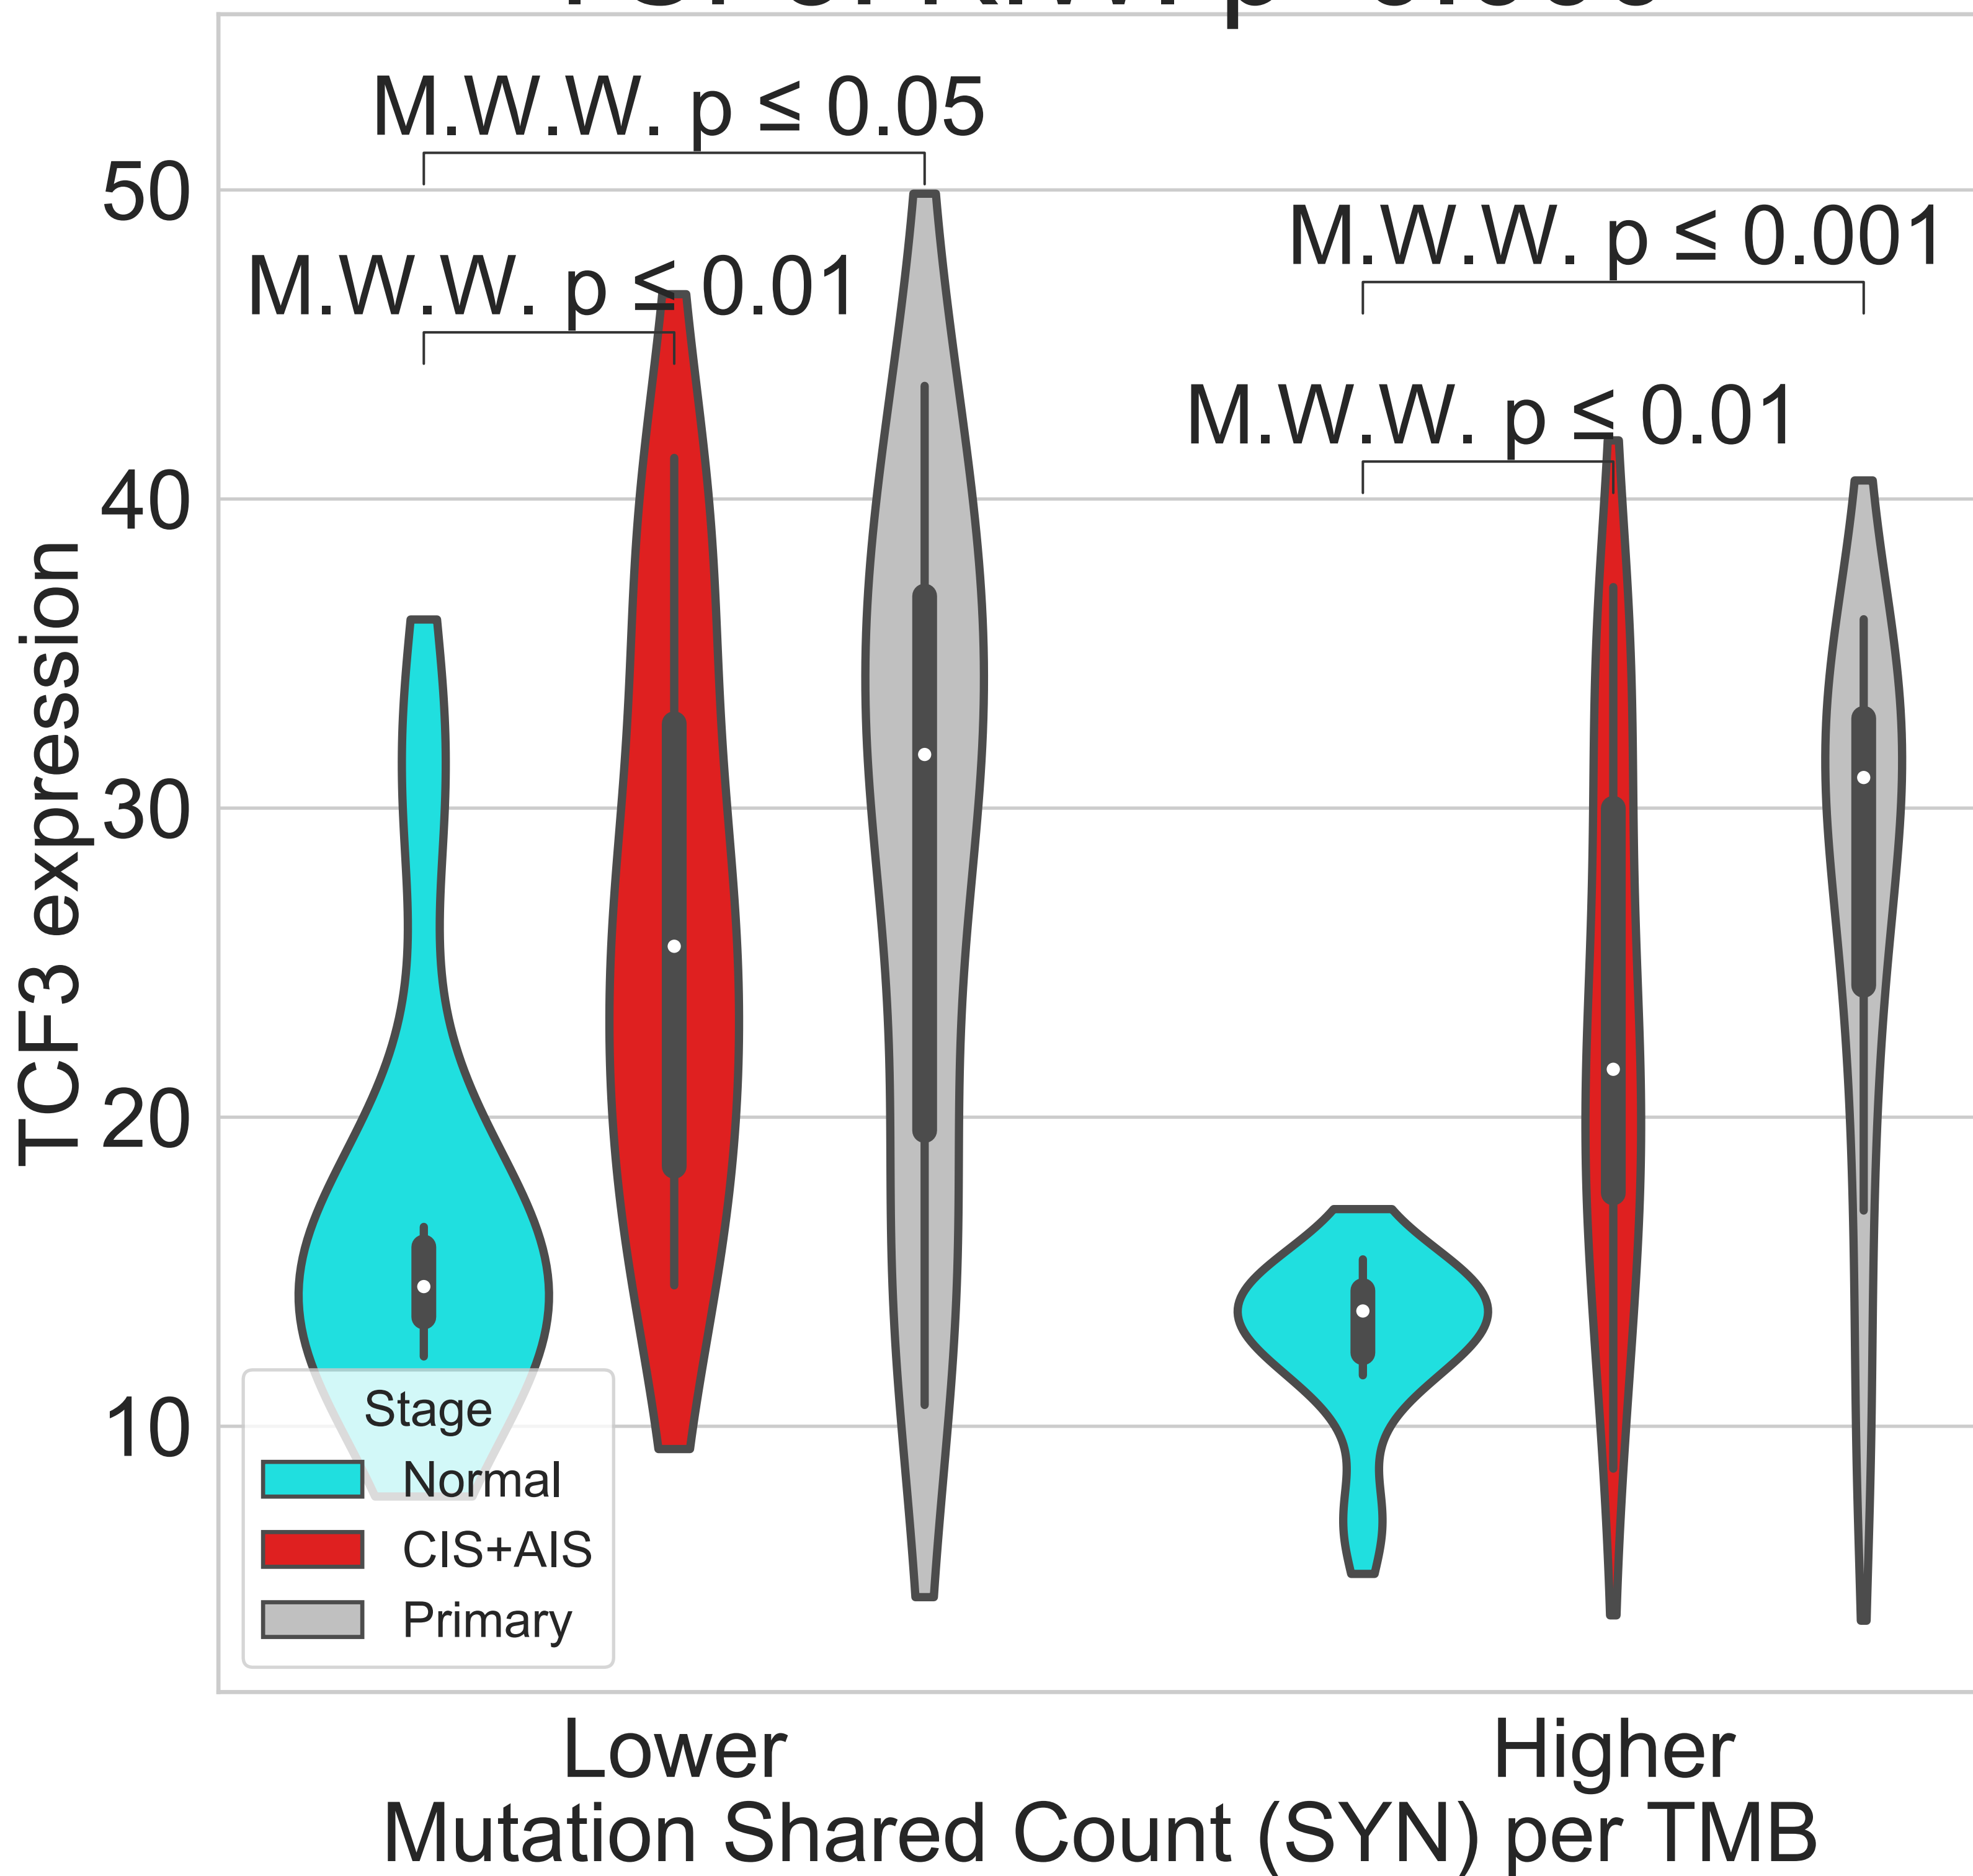 M.W.W. p ≤ 0.05
M.W.W. p ≤ 0.01
M.W.W. p ≤ 0.001
M.W.W. p ≤ 0.01
TCF3 expression
50
40
30
20
10
Stage
Normal
CIS+AIS
Primary
Lower
Higher
Mutation Shared Count (SYN) per TMB